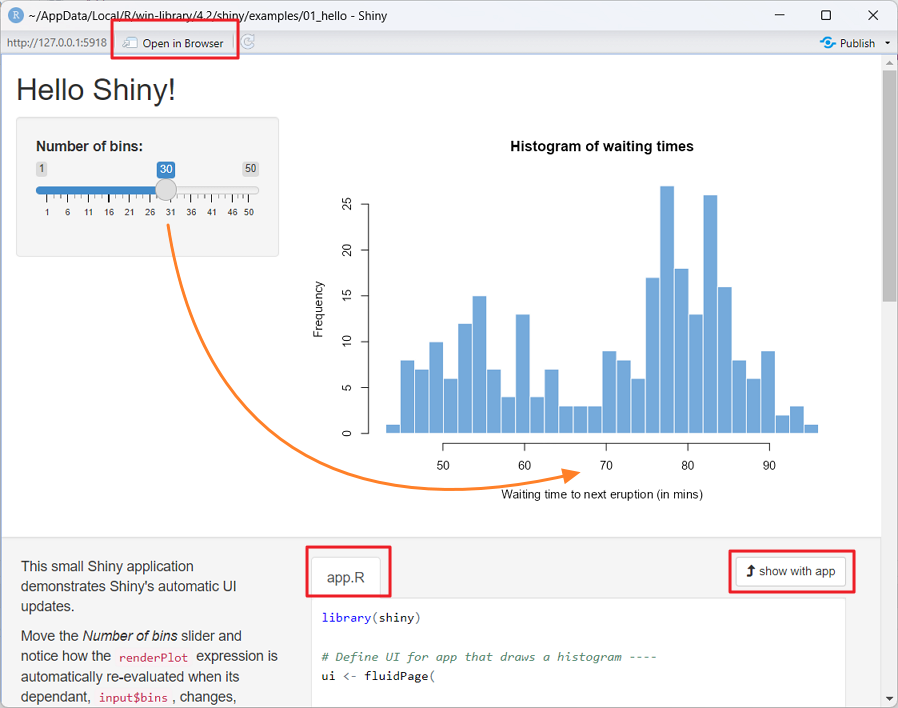 R ~/AppData/Local/R/win-library/4.2/shiny/examples/01_hello - Shiny
http://127.0.0.1:5918 Open in Browser Publish
Hello Shiny!
Number of bins:
1 30 50
1 6 11 16 21 26 31 36 41 46 50
Histogram of waiting times
25
20
15
10
5
0
Frequency
50 60 70 80 90
Waiting time to next eruption (in mins)
This small Shiny application
demonstrates Shiny's automatic UI
updates.
Move the Number of bins slider and
notice how the renderPlot expression is
automatically re-evaluated when its
dependant, input$bins , changes,
app.R
show with app
library(shiny)
# Define UI for app that draws a histogram ----
ui <- fluidPage(